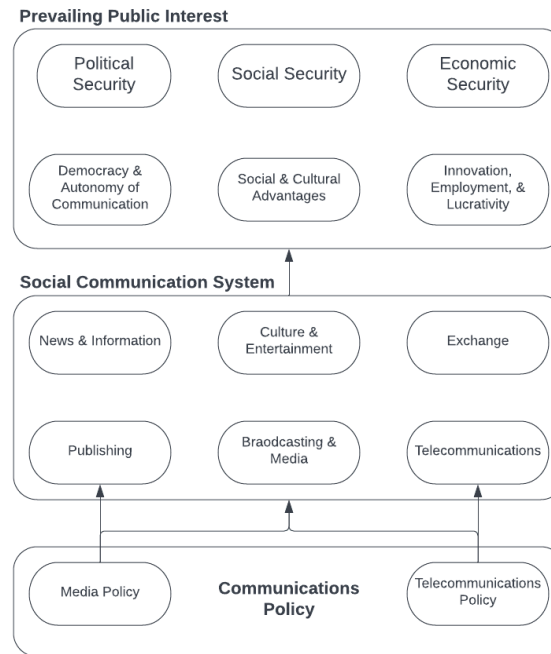 Prevailing Public Interest
Political
Security
Social Security
Economic
Security
Democracy &
Autonomy of
Communication
Social & Cultural
Advantages
Innovation,
Employment, &
Lucrativity
Social Communication System
News & Information
Culture &
Entertainment
Exchange
Publishing
Braodcasting &
Media
Telecommunications
Media Policy
Communications
Policy
Telecommunications
Policy